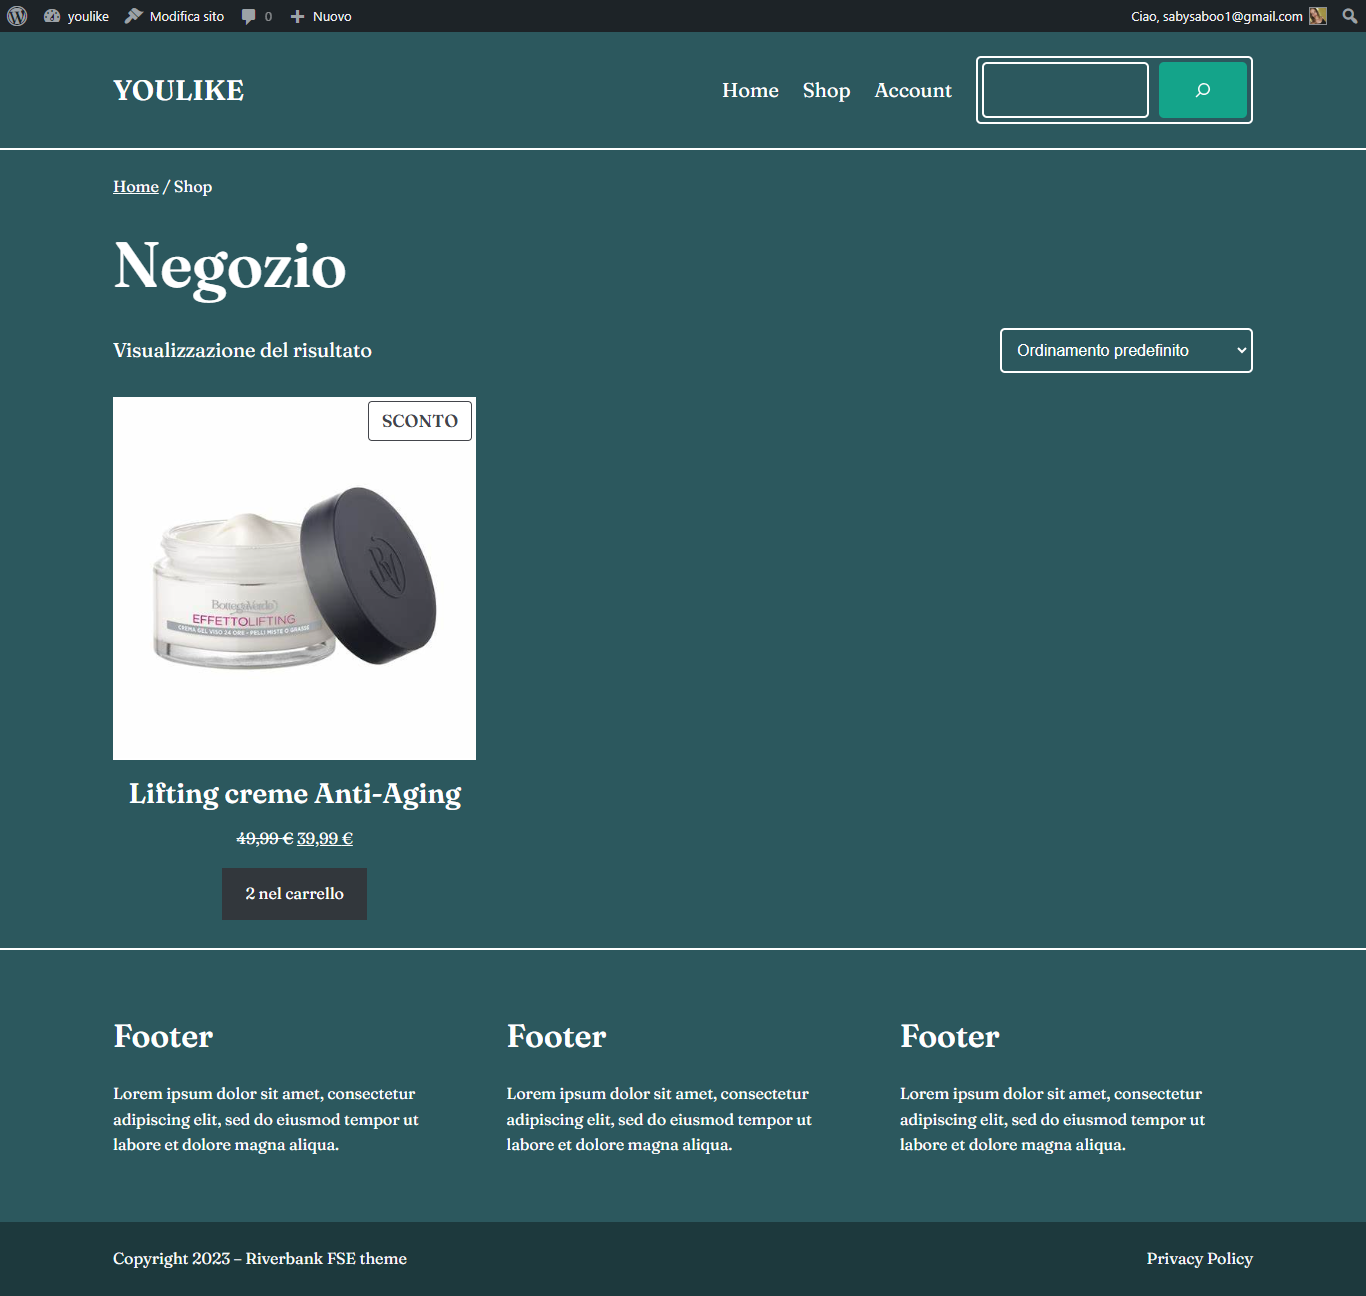 youlike
Modifica sito
0
Nuovo
Ciao, sabysaboo1@gmail.com
YOULIKE
Home
Shop
Account
Home / Shop
Negozio
Visualizzazione del risultato
Ordinamento predefinito
SCONTO
BottegaVerde
EFFETTOLIFTING
CREMA GEL VISO 24 ORE - PELLI MISTE O GRASSE
BV
Lifting creme Anti-Aging
49,99 € 39,99 €
2 nel carrello
Footer
Lorem ipsum dolor sit amet, consectetur
adipiscing elit, sed do eiusmod tempor ut
labore et dolore magna aliqua.
Footer
Lorem ipsum dolor sit amet, consectetur
adipiscing elit, sed do eiusmod tempor ut
labore et dolore magna aliqua.
Footer
Lorem ipsum dolor sit amet, consectetur
adipiscing elit, sed do eiusmod tempor ut
labore et dolore magna aliqua.
Copyright 2023 – Riverbank FSE theme
Privacy Policy